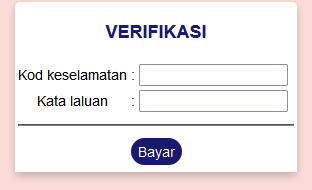 VERIFIKASI
Kod keselamatan :
Kata laluan :
Bayar